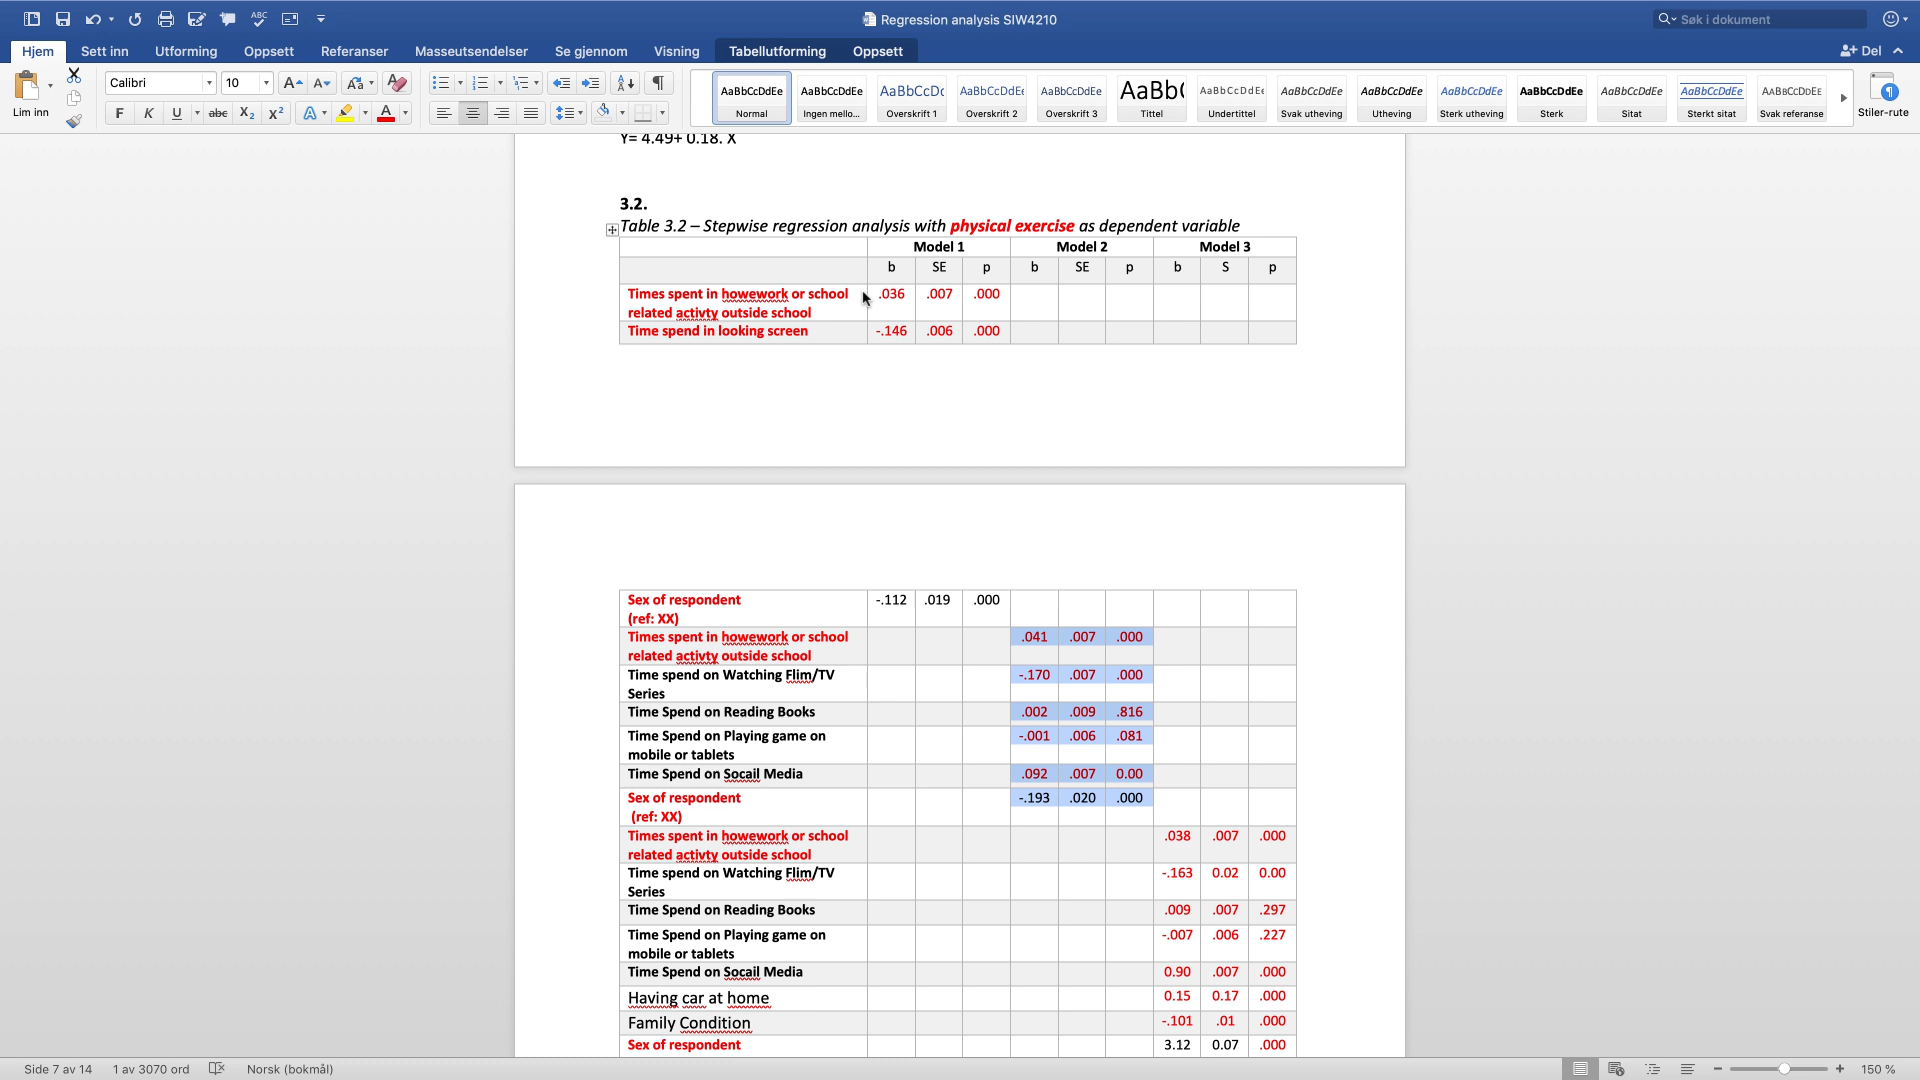 Regression analysis SIW4210
Søk i dokument
Hjem Sett inn Utforming Oppsett Referanser Masseutsendelser Se gjennom Visning Tabellutforming Oppsett Del
Lim inn
Calibri 10
F K U abc X₂ X²
AaBbCcDdEe Normal
AaBbCcDdEe Ingen mello...
AaBbCcDc Overskrift 1
AaBbCcDdEe Overskrift 2
AaBbCcDdEe Overskrift 3
AaBb( Tittel
AaBbCcDdEe Undertittel
AaBbCcDdEe Svak utheving
AaBbCcDdEe Utheving
AaBbCcDdEe Sterk utheving
AaBbCcDdEe Sterk
AaBbCcDdEe Sitat
AaBbCcDdEe Sterkt sitat
AaBbCcDdEe Svak referanse
Stiler-rute
Y= 4.49+ 0.18. X
3.2.
Table 3.2 – Stepwise regression analysis with physical exercise as dependent variable
Model 1 Model 2 Model 3
b SE p b SE p b S p
Times spent in howework or school .036 .007 .000
related activty outside school
Time spend in looking screen -.146 .006 .000
Sex of respondent -.112 .019 .000
(ref: XX)
Times spent in howework or school .041 .007 .000
related activty outside school
Time spend on Watching Flim/TV -.170 .007 .000
Series
Time Spend on Reading Books .002 .009 .816
Time Spend on Playing game on -.001 .006 .081
mobile or tablets
Time Spend on Socail Media .092 .007 0.00
Sex of respondent -.193 .020 .000
(ref: XX)
Times spent in howework or school .038 .007 .000
related activty outside school
Time spend on Watching Flim/TV -.163 0.02 0.00
Series
Time Spend on Reading Books .009 .007 .297
Time Spend on Playing game on -.007 .006 .227
mobile or tablets
Time Spend on Socail Media 0.90 .007 .000
Having car at home 0.15 0.17 .000
Family Condition -.101 .01 .000
Sex of respondent 3.12 0.07 .000
Side 7 av 14 1 av 3070 ord Norsk (bokmål) 150 %